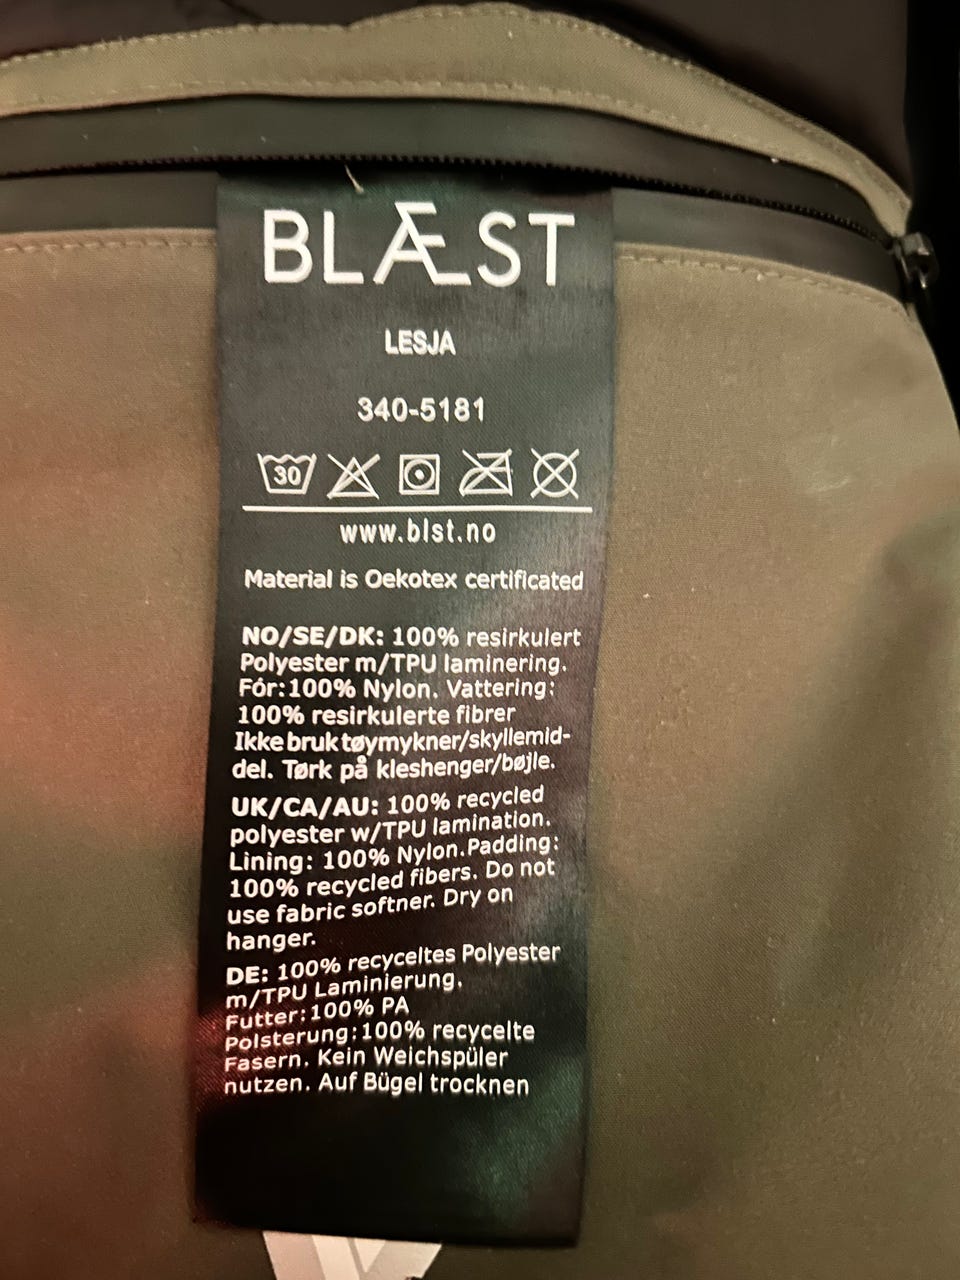 BLÆST
LESJA
340-5181
30
www.blst.no
Material is Oekotex certificated
NO/SE/DK: 100% resirkulert
Polyester m/TPU laminering.
Fór:100% Nylon. Vattering:
100% resirkulerte fibrer
Ikke bruk tøymykner/skyllemid-
del. Tørk på kleshenger/bøjle.
UK/CA/AU: 100% recycled
polyester w/TPU lamination.
Lining: 100% Nylon.Padding:
100% recycled fibers. Do not
use fabric softner. Dry on
hanger.
DE: 100% recyceltes Polyester
m/TPU Laminierung.
Futter:100% PA
Polsterung:100% recycelte
Fasern. Kein Weichspüler
nutzen. Auf Bügel trocknen